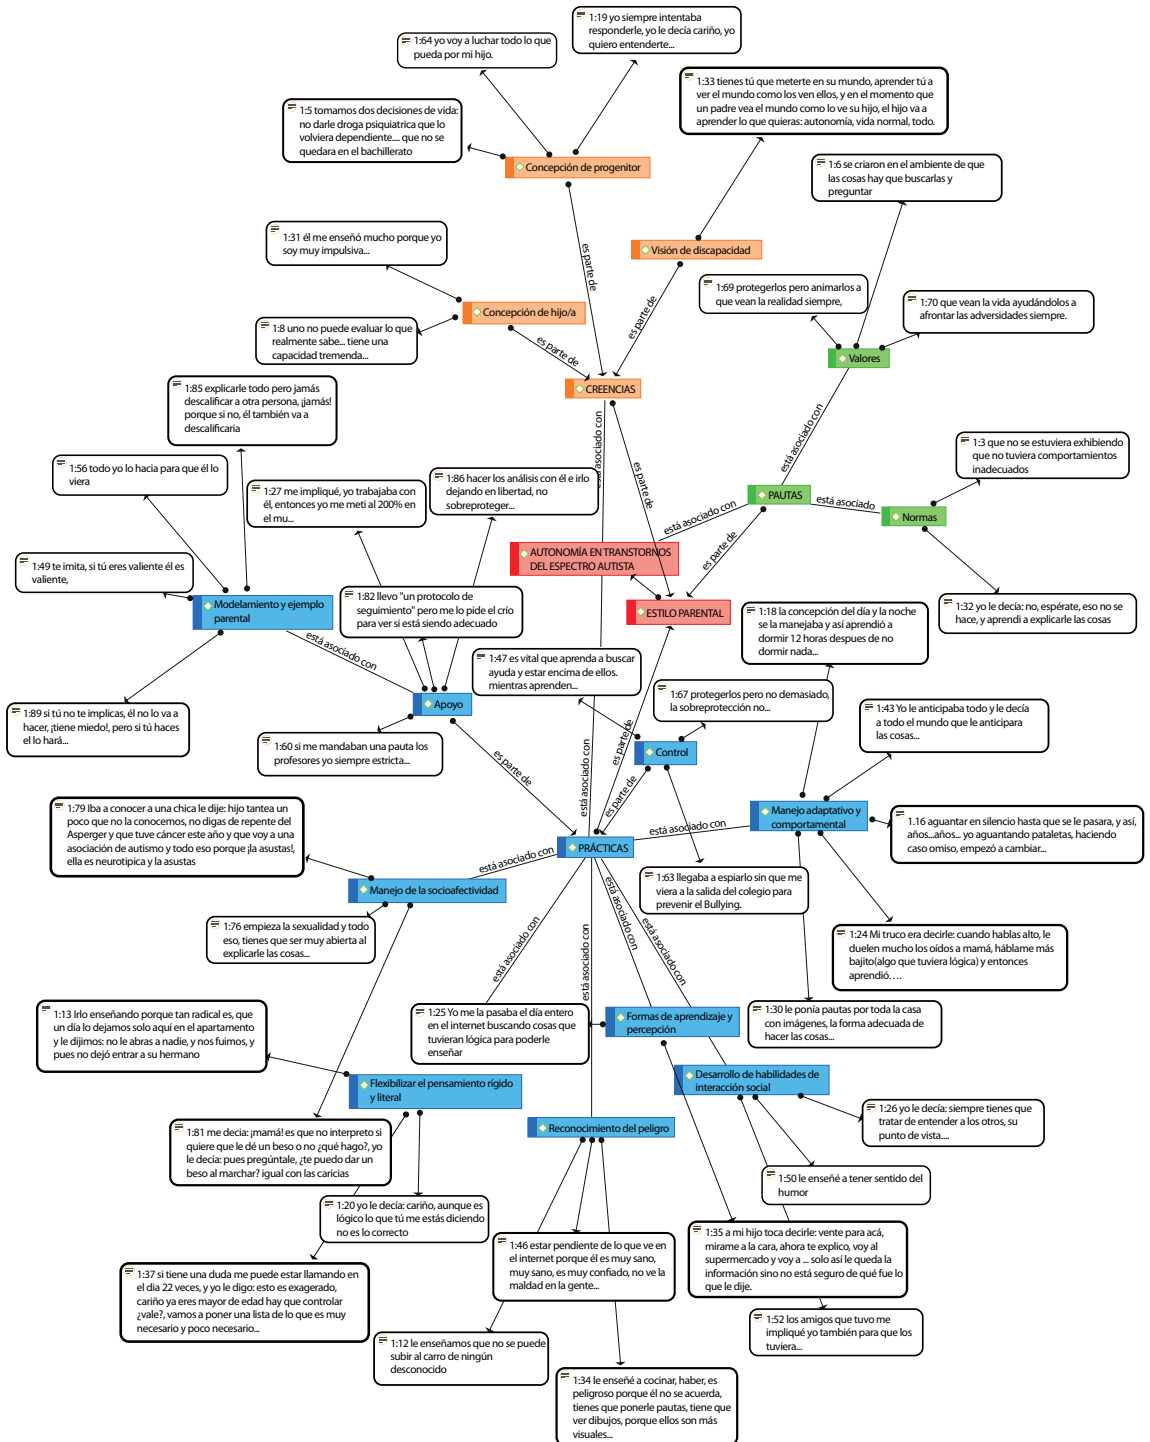 1:19 yo siempre intentaba
responderle, yo le decía cariño, yo
quiero entenderte...
1:64 yo voy a luchar todo lo que
pueda por mi hijo.
1:33 tienes tú que meterte en su mundo, aprender tú a
ver el mundo como los ven ellos, y en el momento que
un padre vea el mundo como lo ve su hijo, el hijo va a
aprender lo que quieras: autonomía, vida normal, todo.
1:5 tomamos dos decisiones de vida:
no darle droga psiquiatrica que lo
volviera dependiente.... que no se
quedara en el bachillerato
Concepción de progenitor
1:6 se criaron en el ambiente de que
las cosas hay que buscarlas y
preguntar
1:31 él me enseñó mucho porque yo
soy muy impulsiva...
es parte de
Visión de discapacidad
1:69 protegerlos pero animarlos a
que vean la realidad siempre,
1:70 que vean la vida ayudándolos a
afrontar las adversidades siempre.
Concepción de hijo/a
es parte de
1:8 uno no puede evaluar lo que
realmente sabe... tiene una
capacidad tremenda...
es parte de
Valores
CREENCIAS
1:85 explicarle todo pero jamás
descalificar a otra persona, ¡jamás!
porque si no, él también va a
descalificaria
está asociado con
está asociado con
1:3 que no se estuviera exhibiendo
que no tuviera comportamientos
inadecuados
1:56 todo yo lo hacia para que él lo
viera
1:27 me impliqué, yo trabajaba con
él, entonces yo me meti al 200% en
el mu...
1:86 hacer los análisis con él e irlo
dejando en libertad, no
sobreproteger...
es parte de
PAUTAS
está asociado
Normas
está asociado con
es parte de
AUTONOMÍA EN TRANSTORNOS
DEL ESPECTRO AUTISTA
1:49 te imita, si tú eres valiente él es
valiente,
Modelamiento y ejemplo
parental
1:82 llevo "un protocolo de
seguimiento" pero me lo pide el crío
para ver si está siendo adecuado
ESTILO PARENTAL
1:18 la concepción del día y la noche
se la manejaba y así aprendió a
dormir 12 horas despues de no
dormir nada...
1:32 yo le decía: no, espérate, eso no se
hace, y aprendi a explicarle las cosas
está asociado con
1:47 es vital que aprenda a buscar
ayuda y estar encima de ellos.
mientras aprenden...
1:67 protegerlos pero no demasiado,
la sobreprotección no...
1:43 Yo le anticipaba todo y le decía
a todo el mundo que le anticipara
las cosas...
Apoyo
1:89 si tú no te implicas, él no lo va a
hacer, ¡tiene miedo!, pero si tú haces
el lo hará...
1:60 si me mandaban una pauta los
profesores yo siempre estricta...
es parte de
está asociado con
es parte de
Control
es parte de
1:79 Iba a conocer a una chica le dije: hijo tantea un
poco que no la conocemos, no digas de repente del
Asperger y que tuve cáncer este año y que voy a una
asociación de autismo y todo eso porque ¡la asustas!,
ella es neurotipica y la asustas
está asociado con
Manejo adaptativo y
comportamental
1.16 aguantar en silencio hasta que se le pasara, y así,
años...años... yo aguantando pataletas, haciendo
caso omiso, empezó a cambiar...
PRÁCTICAS
está asociado con
Manejo de la socioafectividad
1:63 llegaba a espiarlo sin que me
viera a la salida del colegio para
prevenir el Bullying.
1:76 empieza la sexualidad y todo
eso, tienes que ser muy abierta al
explicarle las cosas...
está asociado con
está asociado con
está asociado con
está asociado con
1:24 Mi truco era decirle: cuando hablas alto, le
duelen mucho los oídos a mamá, háblame más
bajito(algo que tuviera lógica) y entonces
aprendió….
1:13 Irlo enseñando porque tan radical es, que
un día lo dejamos solo aquí en el apartamento
y le dijimos: no le abras a nadie, y nos fuimos, y
pues no dejó entrar a su hermano
1:25 Yo me la pasaba el día entero
en el internet buscando cosas que
tuvieran lógica para poderle
enseñar
Formas de aprendizaje y
percepción
1:30 le ponía pautas por toda la casa
con imágenes, la forma adecuada de
hacer las cosas...
Flexibilizar el pensamiento rígido
y literal
Desarrollo de habilidades de
interacción social
1:26 yo le decía: siempre tienes que
tratar de entender a los otros, su
punto de vista....
Reconocimiento del peligro
1:81 me decia: ¡mamá! es que no interpreto si
quiere que le dé un beso o no ¿qué hago?, yo
le decía: pues pregúntale, ¿te puedo dar un
beso al marchar? igual con las caricias
1:50 le enseñé a tener sentido del
humor
1:20 yo le decía: cariño, aunque es
lógico lo que tú me estás diciendo
no es lo correcto
1:46 estar pendiente de lo que ve en
el internet porque él es muy sano,
muy sano, es muy confiado, no ve la
maldad en la gente...
1:35 a mi hijo toca decirle: vente para acá,
mirame a la cara, ahora te explico, voy al
supermercado y voy a ... solo así le queda la
información sino no está seguro de qué fue lo
que le dije.
1:37 si tiene una duda me puede estar llamando en
el dia 22 veces, y yo le digo: esto es exagerado,
cariño ya eres mayor de edad hay que controlar
¿vale?, vamos a poner una lista de lo que es muy
necesario y poco necesario...
1:52 los amigos que tuvo me
impliqué yo también para que los
tuviera...
1:12 le enseñamos que no se puede
subir al carro de ningún
desconocido
1:34 le enseñé a cocinar, haber, es
peligroso porque él no se acuerda,
tienes que ponerle pautas, tiene que
ver dibujos, porque ellos son más
visuales...